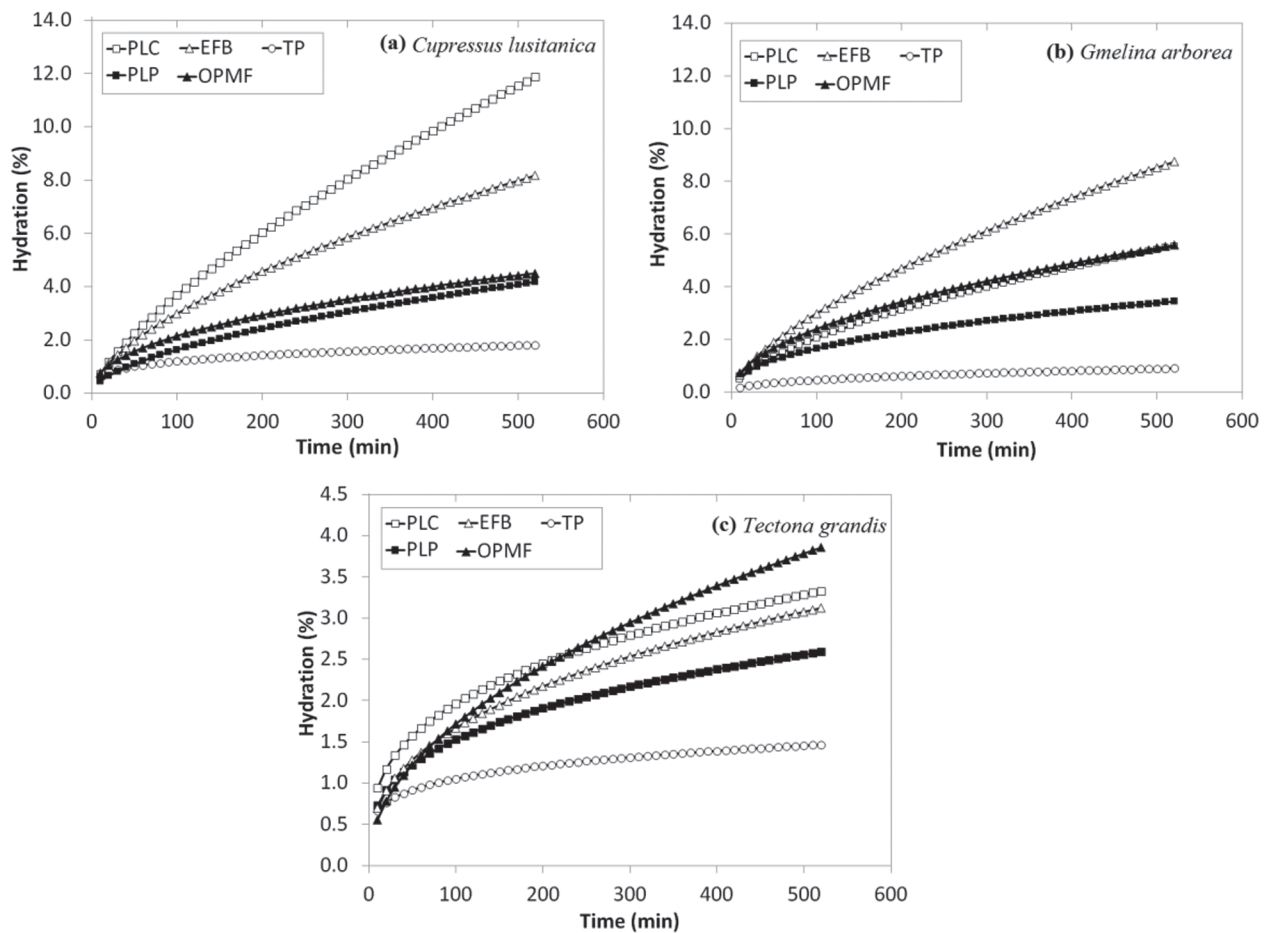 (a) Cupressus lusitanica
PLC EFB TP
PLP OPMF
14.0
12.0
10.0
8.0
6.0
4.0
2.0
0.0
Hydration (%)
0 100 200 300 400 500 600
Time (min)
(b) Gmelina arborea
PLC EFB TP
PLP OPMF
14.0
12.0
10.0
8.0
6.0
4.0
2.0
0.0
Hydration (%)
0 100 200 300 400 500 600
Time (min)
(c) Tectona grandis
PLC EFB TP
PLP OPMF
4.5
4.0
3.5
3.0
2.5
2.0
1.5
1.0
0.5
0.0
Hydration (%)
0 100 200 300 400 500 600
Time (min)